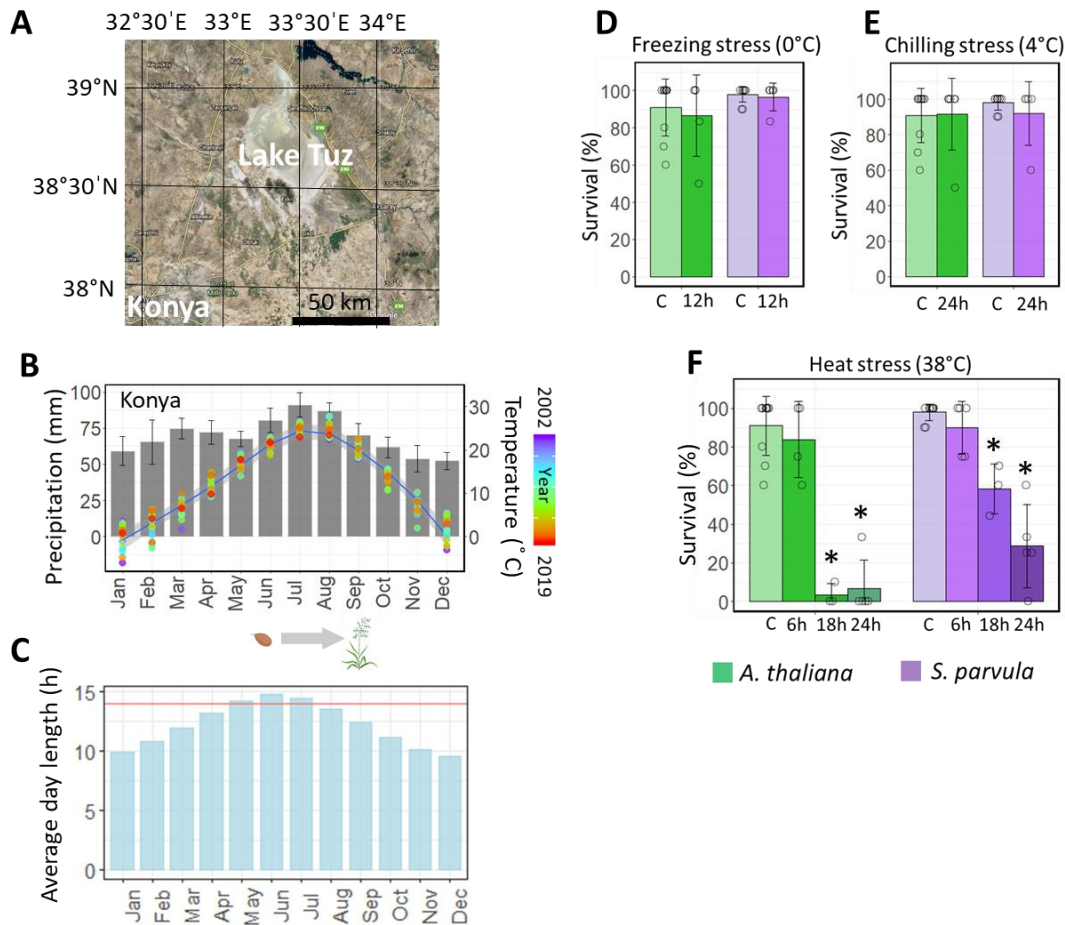 A
32°30'E 33°E 33°30'E 34°E
39°N
38°30'N
38°N
Lake Tuz
Konya
50 km
E90
E90
B
Konya
Precipitation (mm)
100
75
50
25
0
30
20
10
0
Temperature (˚C)
2002
Year
2019
Jan Feb Mar Apr May Jun Jul Aug Sep Oct Nov Dec
C
Average day length (h)
15
10
5
0
Jan Feb Mar Apr May Jun Jul Aug Sep Oct Nov Dec
D
Freezing stress (0°C)
Survival (%)
100
80
60
40
20
0
C 12h C 12h
E
Chilling stress (4°C)
Survival (%)
100
80
60
40
20
0
C 24h C 24h
F
Heat stress (38°C)
Survival (%)
100
80
60
40
20
0
* * * *
C 6h 18h 24h C 6h 18h 24h
A. thaliana S. parvula